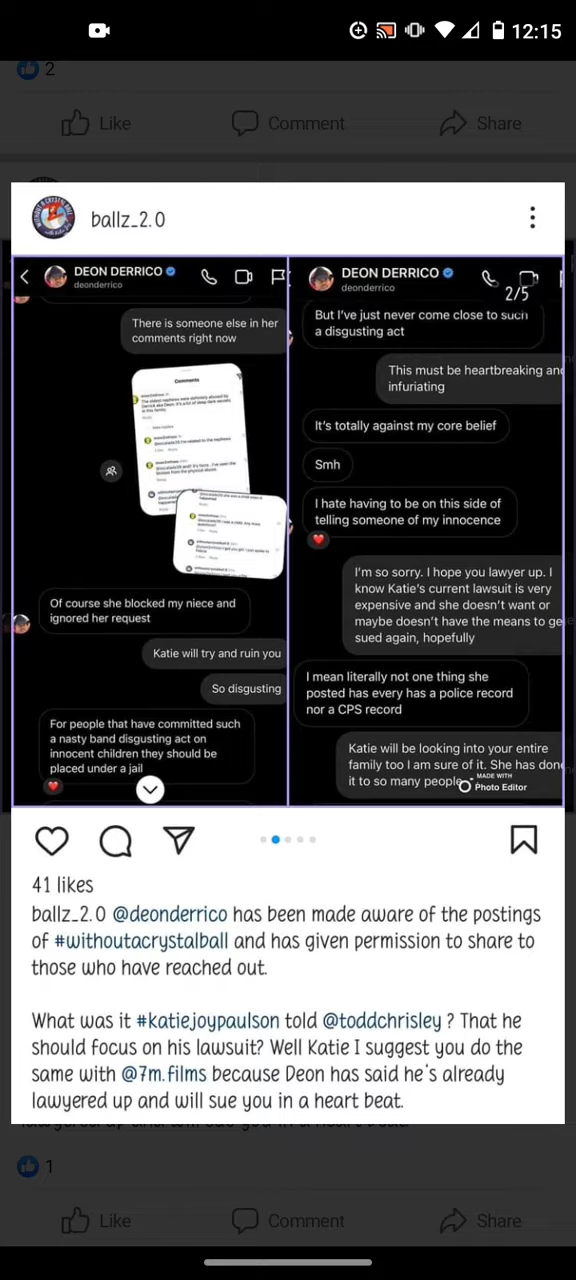 12:15
2
Like
Comment
Share
ballz_2.0
DEON DERRICO
deonderrico
There is someone else in her
comments right now
Comments
Of course she blocked my niece and
ignored her request
Katie will try and ruin you
So disgusting
For people that have committed such
a nasty band disgusting act on
innocent children they should be
placed under a jail
DEON DERRICO
deonderrico
2/5
But I've just never come close to such
a disgusting act
This must be heartbreaking and
infuriating
It's totally against my core belief
Smh
I hate having to be on this side of
telling someone of my innocence
I'm so sorry. I hope you lawyer up. I
know Katie's current lawsuit is very
expensive and she doesn't want or
maybe doesn't have the means to ge
sued again, hopefully
I mean literally not one thing she
posted has every has a police record
nor a CPS record
Katie will be looking into your entire
family too I am sure of it. She has done
it to so many people
MADE WITH
Photo Editor
41 likes
ballz_2.0 @deonderrico has been made aware of the postings
of #withoutacrystalball and has given permission to share to
those who have reached out.
What was it #katiejoypaulson told @toddchrisley ? That he
should focus on his lawsuit? Well Katie I suggest you do the
same with @7m.films because Deon has said he's already
lawyered up and will sue you in a heart beat.
1
Like
Comment
Share